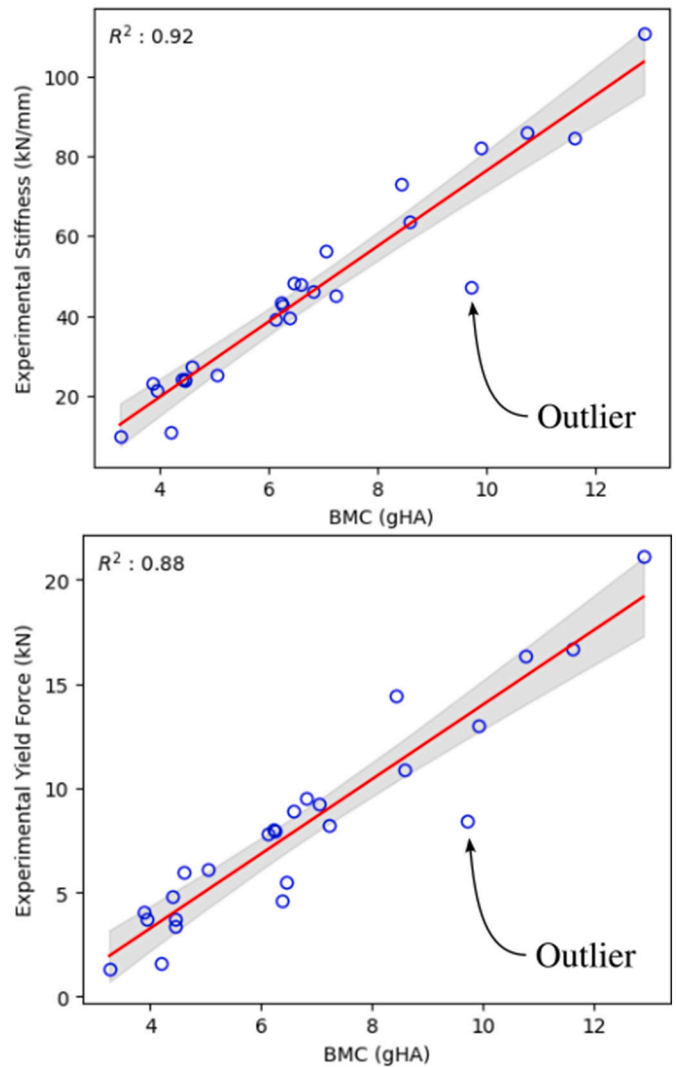 R² : 0.92
100
80
60
40
20
Experimental Stiffness (kN/mm)
Outlier
4 6 8 10 12
BMC (gHA)
R² : 0.88
20
15
10
5
0
Experimental Yield Force (kN)
Outlier
4 6 8 10 12
BMC (gHA)